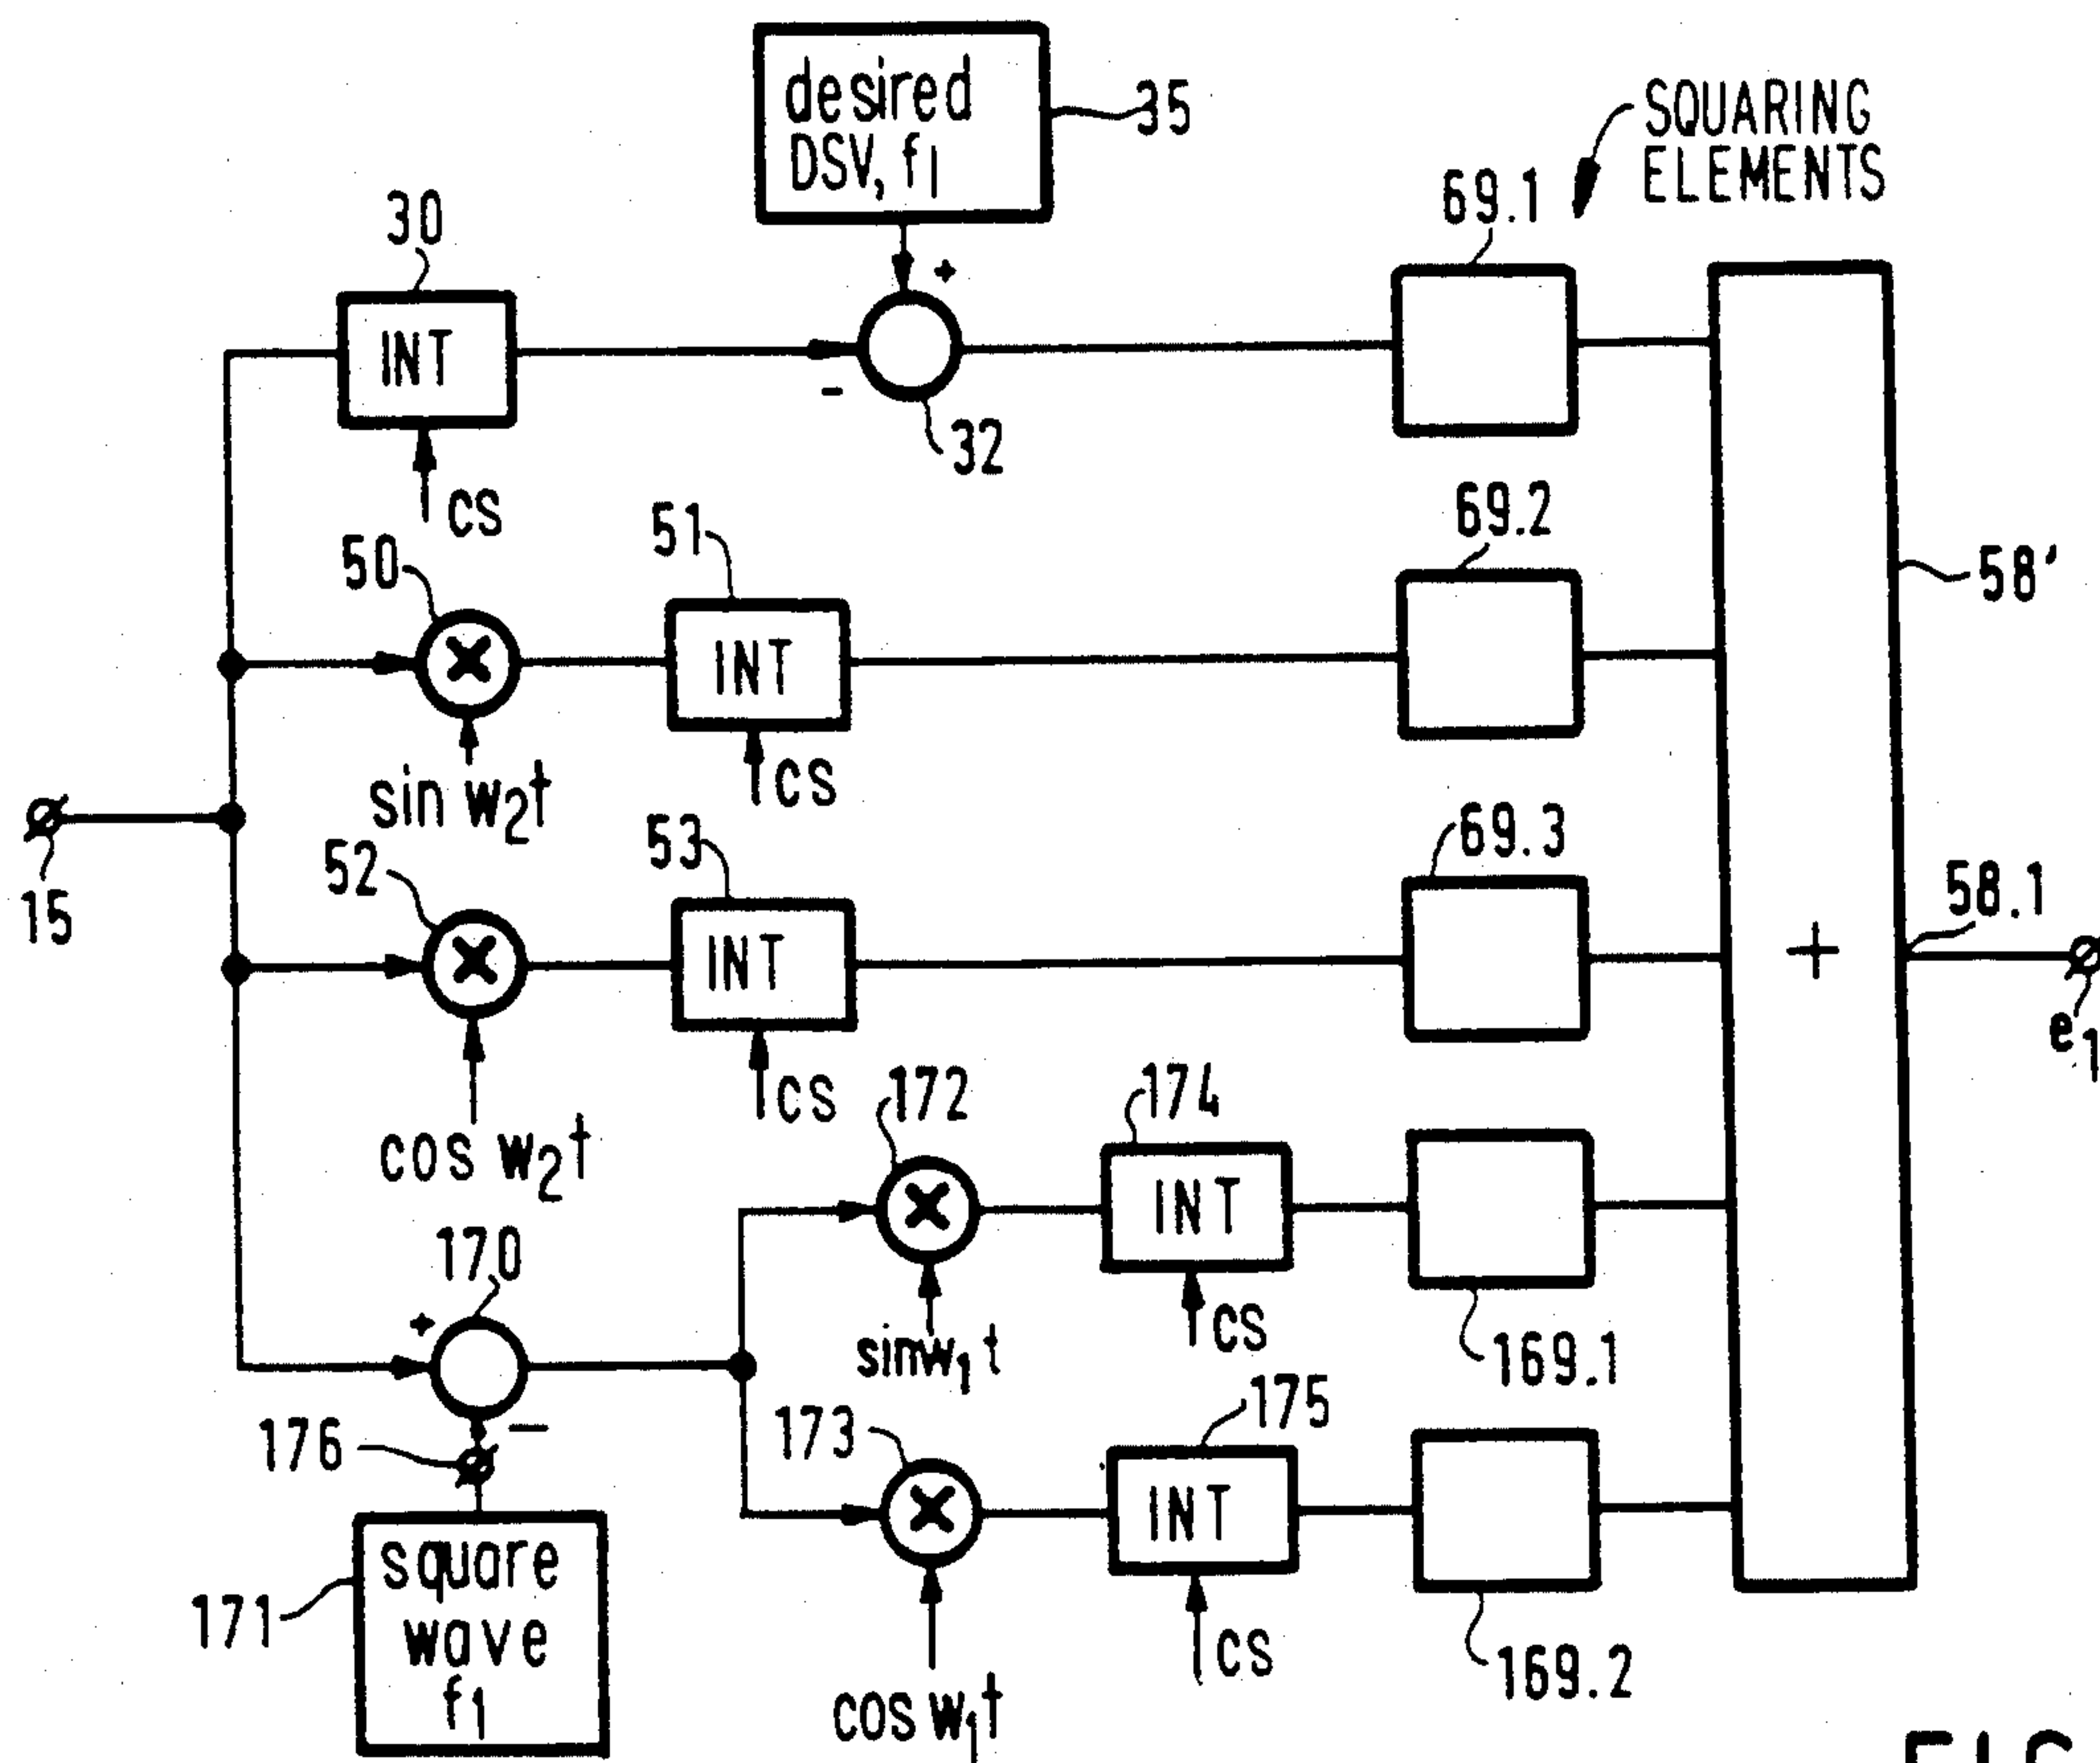 desired
DSV, f1
35
SQUARING
ELEMENTS
30
69.1
INT
+
-
32
cs
69.2
50
51
58'
INT
sin w2t
cs
15
52
53
69.3
58.1
INT
+
e1
cs
cos w2t
172
174
INT
170
+
sinw1t
cs
169.1
176
-
173
175
INT
square
wave
f1
171
cs
169.2
cos w1t